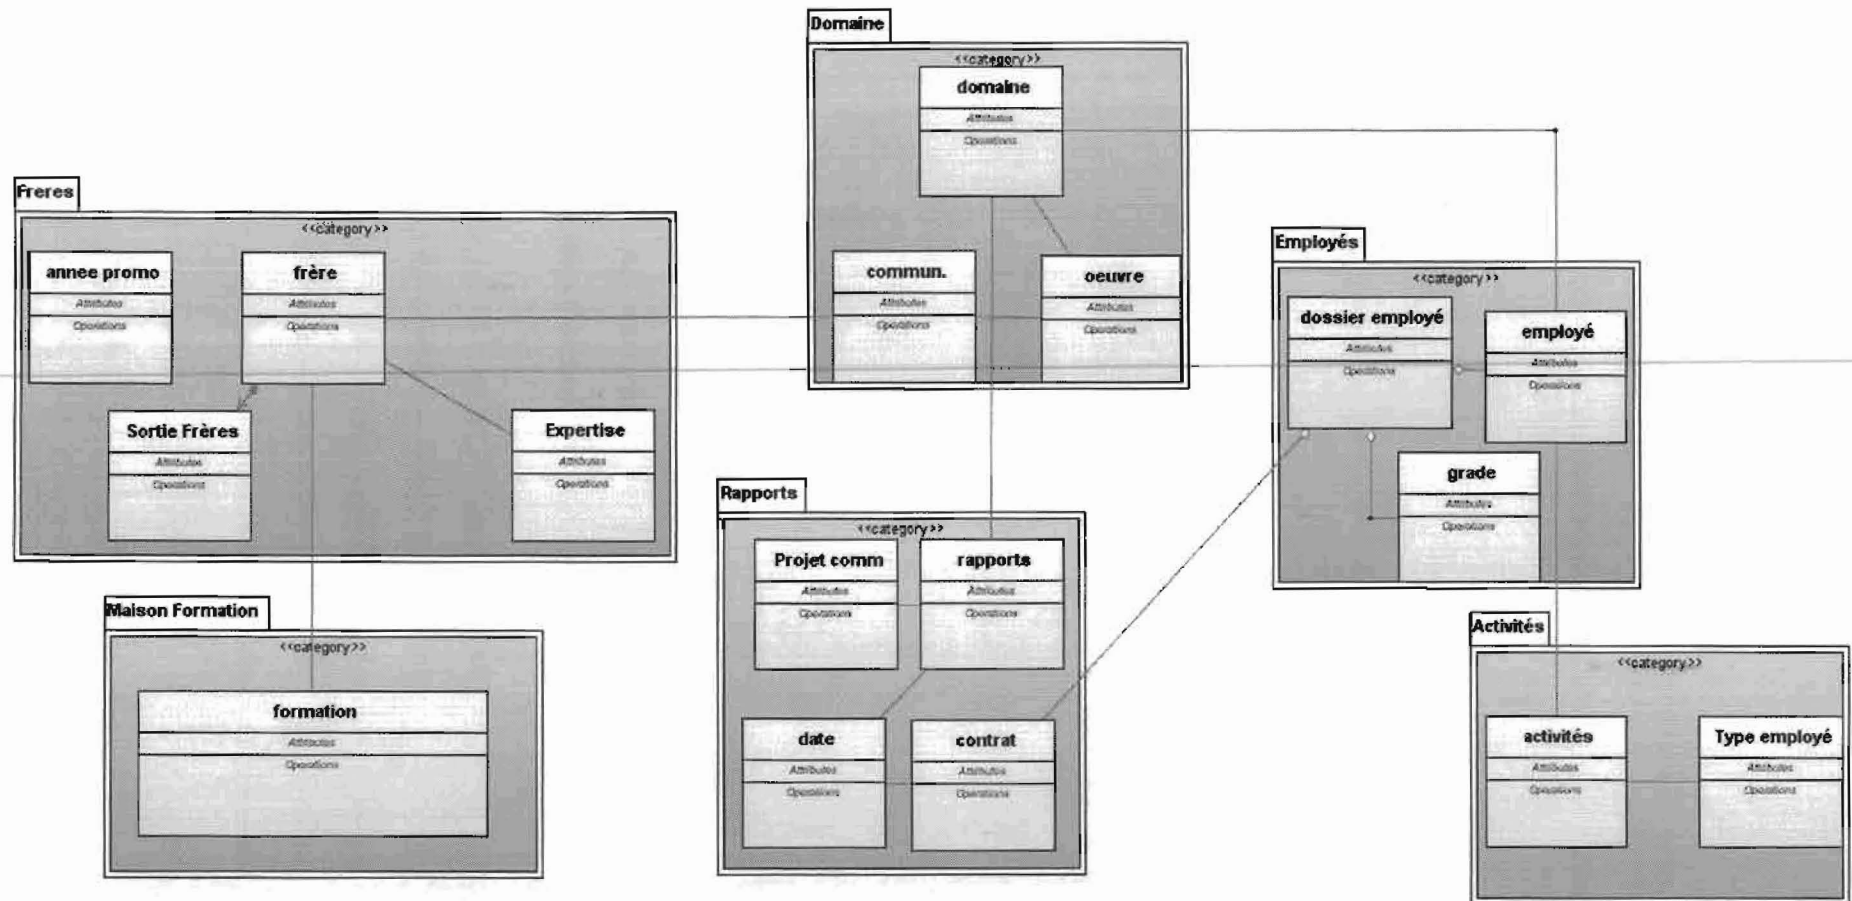 Domaine
<<category>>
domaine
Attributes
Operations
commun.
Attributes
Operations
oeuvre
Attributes
Operations
Freres
<<category>>
annee promo
Attributes
Operations
frère
Attributes
Operations
Sortie Frères
Attributes
Operations
Expertise
Attributes
Operations
Employés
<<category>>
dossier employé
Attributes
Operations
employé
Attributes
Operations
grade
Attributes
Operations
Rapports
<<category>>
Projet comm
Attributes
Operations
rapports
Attributes
Operations
date
Attributes
Operations
contrat
Attributes
Operations
Maison Formation
<<category>>
formation
Attributes
Operations
Activités
<<category>>
activités
Attributes
Operations
Type employé
Attributes
Operations